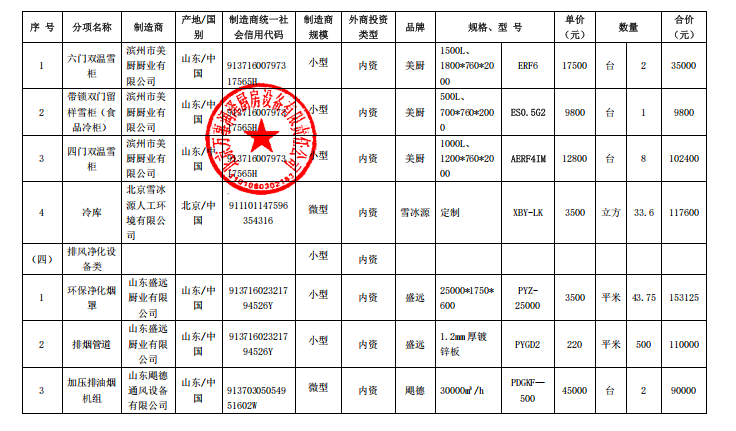 序 号 分项名称 制造商 产地/国别 制造商统一社会信用代码 制造商规模 外商投资类型 品牌 规格、型 号 单价(元) 数量 合价(元)
1 六门双温雪柜 滨州市美厨厨业有限公司 山东/中国 91371600797317565H 小型 内资 美厨 1500L、1800*760*2000 ERF6 17500 台 2 35000
2 带锁双门留样雪柜(食品冷柜) 滨州市美厨厨业有限公司 山东/中国 91371600797317565H 小型 内资 美厨 500L、700*760*2000 ES0.5G2 9800 台 1 9800
3 四门双温雪柜 滨州市美厨厨业有限公司 山东/中国 91371600797317565H 小型 内资 美厨 1000L、1200*760*2000 AERF4IM 12800 台 8 102400
4 冷库 北京雪冰源人工环境有限公司 北京/中国 911101147596354316 微型 内资 雪冰源 定制 XBY-LK 3500 立方 33.6 117600
(四) 排风净化设备类 小型 内资
1 环保净化烟罩 山东盛远厨业有限公司 山东/中国 91371602321794526Y 小型 内资 盛远 25000*1750*600 PYZ-25000 3500 平米 43.75 153125
2 排烟管道 山东盛远厨业有限公司 山东/中国 91371602321794526Y 小型 内资 盛远 1.2mm厚镀锌板 PYGD2 220 平米 500 110000
3 加压排油烟机组 山东飓德通风设备有限公司 山东/中国 91370305054951602W 微型 内资 飓德 30000m³/h PDGKF—500 45000 台 2 90000